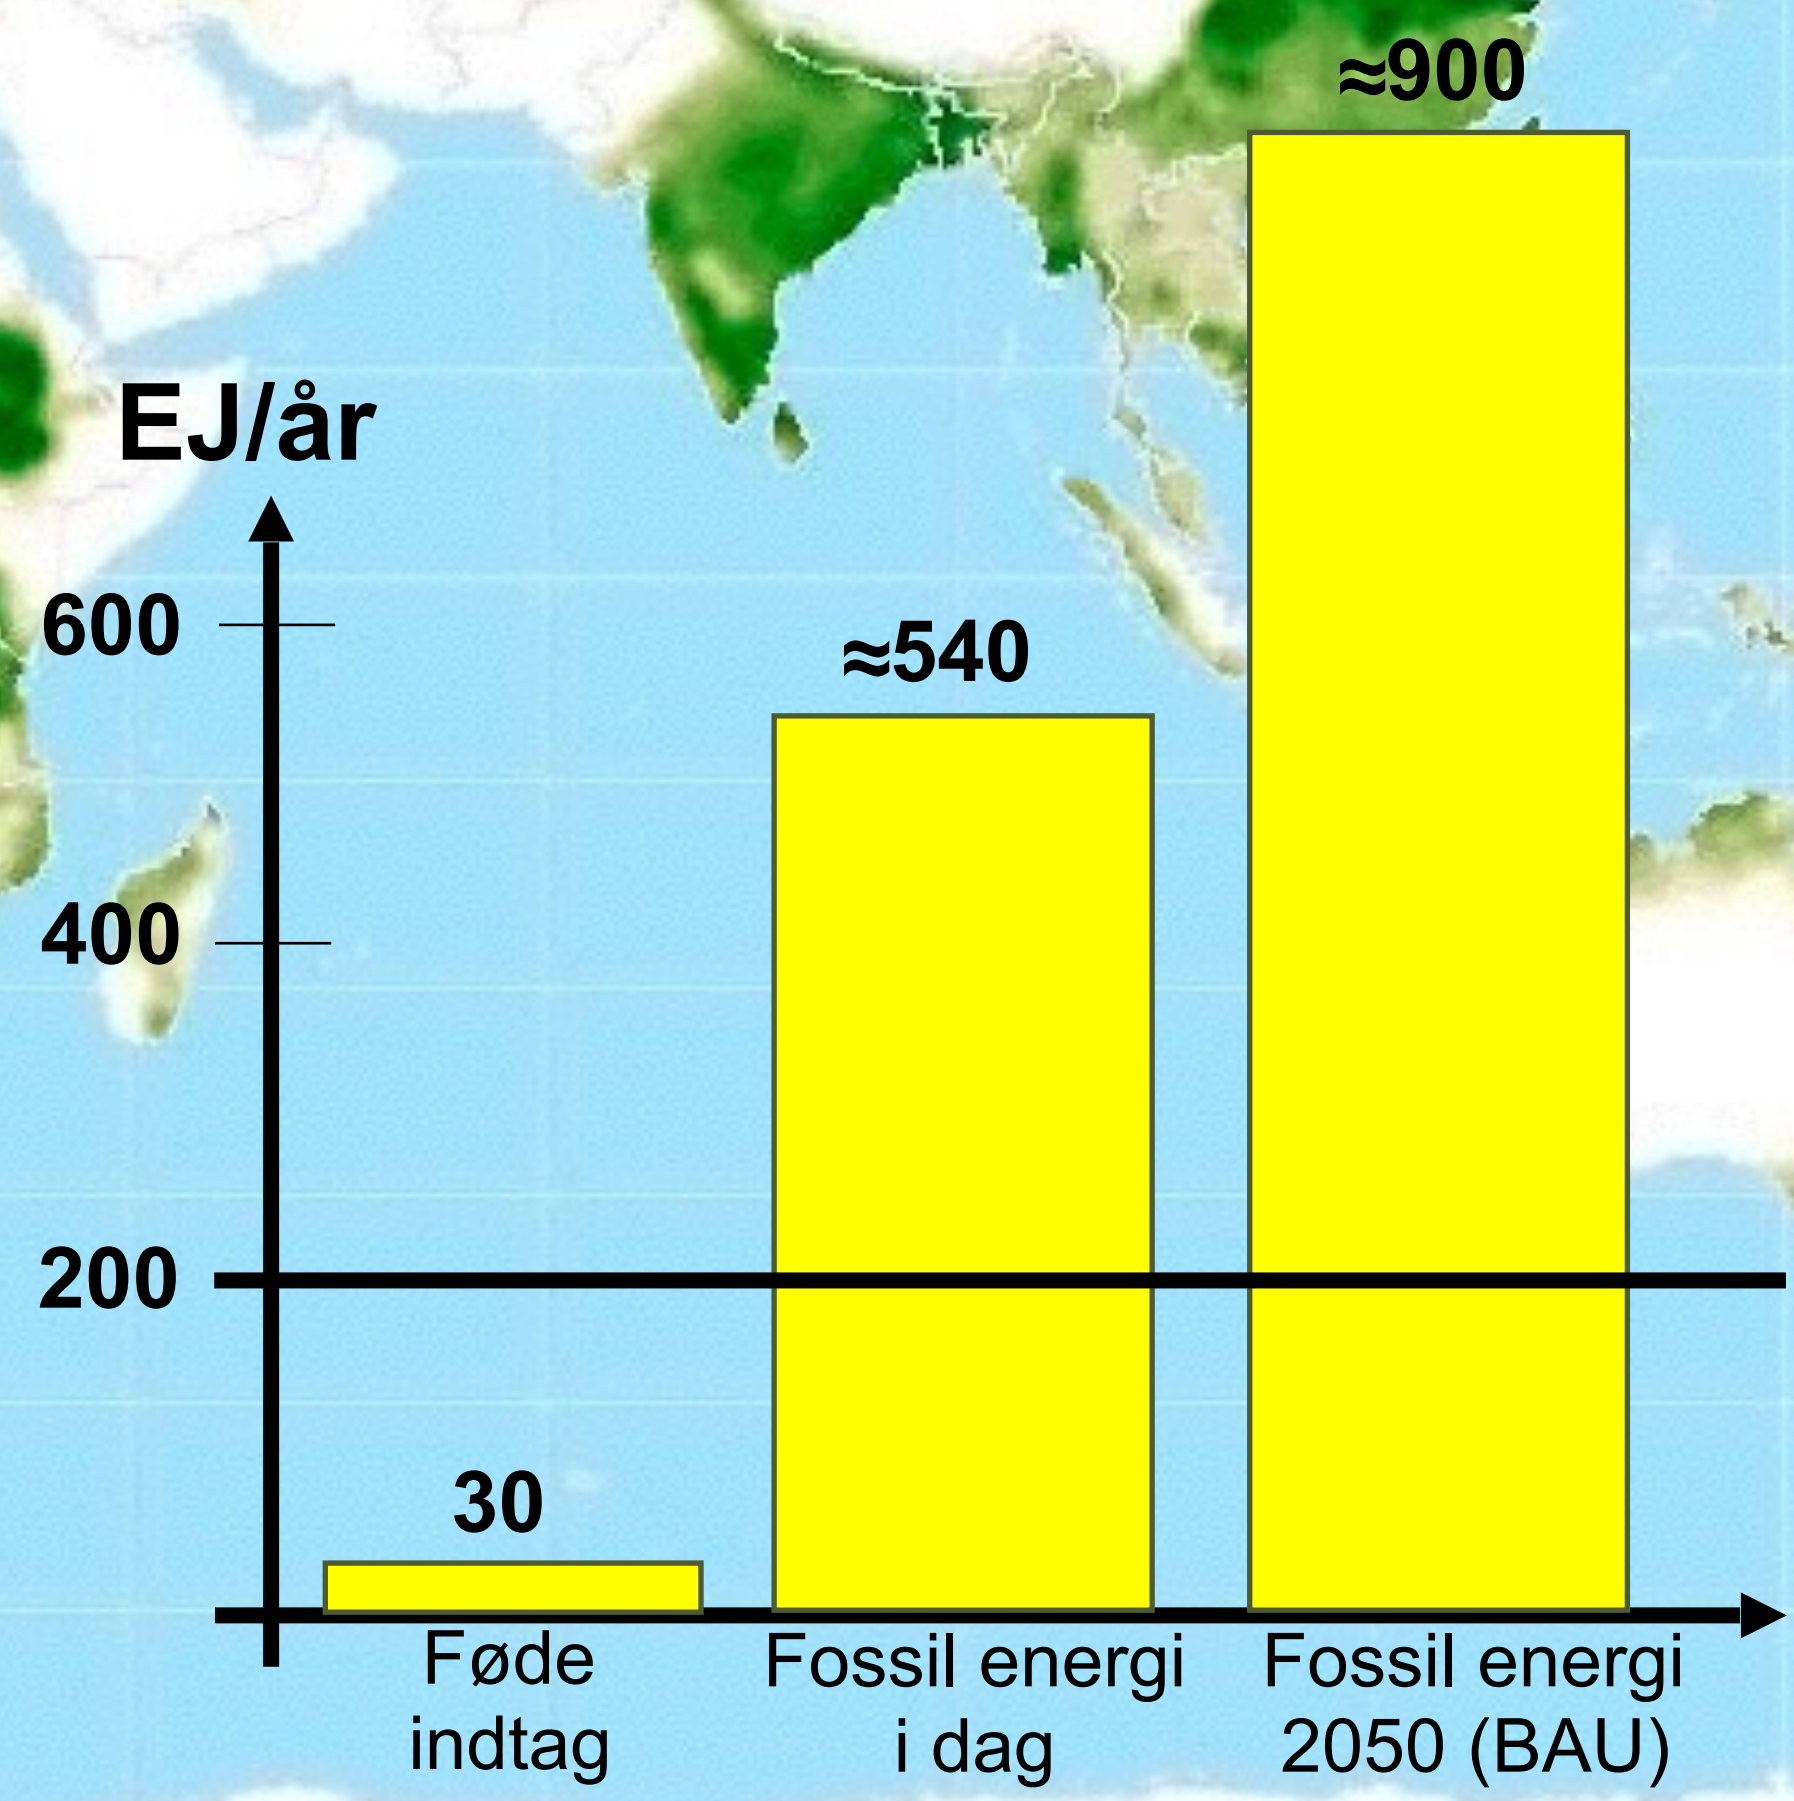 ≈900
EJ/år
600
≈540
400
200
30
Føde
indtag
Fossil energi
i dag
Fossil energi
2050 (BAU)